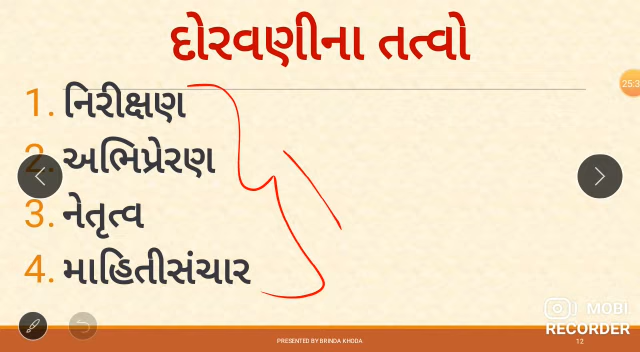 દોરવણીના તત્વો
1. નિરીક્ષણ
2. અભિપ્રેરણ
3. નેતૃત્વ
4. માહિતીસંચાર
MOBI
RECORDER
PRESENTED BY BRINDA KHODA
12